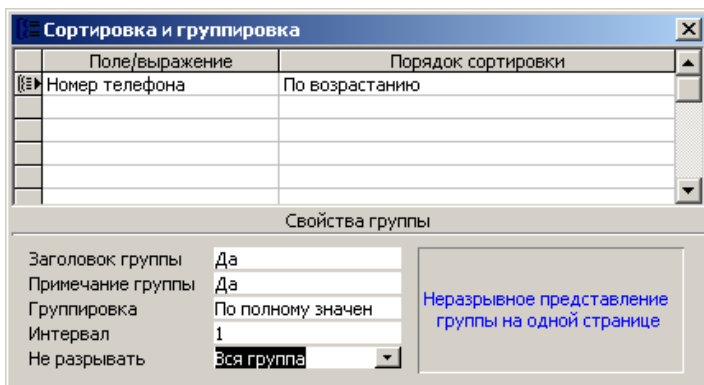 Сортировка и группировка
Поле/выражение Порядок сортировки
Номер телефона По возрастанию
Свойства группы
Заголовок группы Да
Примечание группы Да
Группировка По полному значен
Интервал 1
Не разрывать Вся группа
Неразрывное представление
группы на одной странице